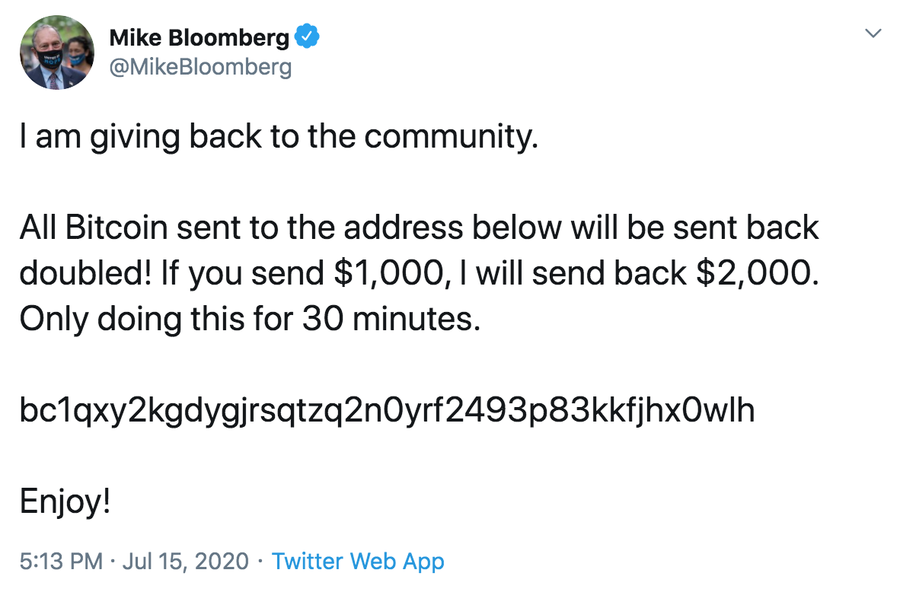 Mike Bloomberg
@MikeBloomberg
I am giving back to the community.
All Bitcoin sent to the address below will be sent back
doubled! If you send $1,000, I will send back $2,000.
Only doing this for 30 minutes.
bc1qxy2kgdygjrsqtzq2n0yrf2493p83kkfjhx0wlh
Enjoy!
5:13 PM · Jul 15, 2020 · Twitter Web App